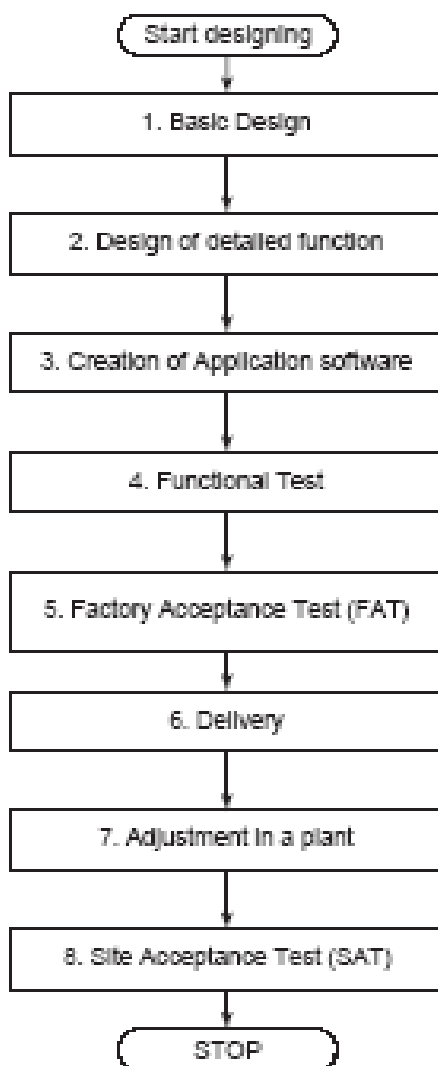 Start designing
1. Basic Design
2. Design of detailed function
3. Creation of Application software
4. Functional Test
5. Factory Acceptance Test (FAT)
6. Delivery
7. Adjustment in a plant
8. Site Acceptance Test (SAT)
STOP